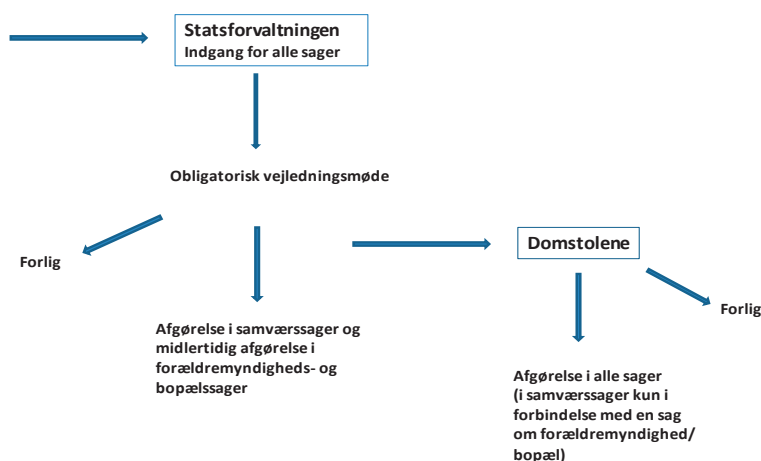 Statsforvaltningen
Indgang for alle sager
Obligatorisk vejledningsmøde
Forlig
Domstolene
Forlig
Afgørelse i samværssager og
midlertidig afgørelse i
forældremyndigheds- og
bopælssager
Afgørelse i alle sager
(i samværssager kun i
forbindelse med en sag
om forældremyndighed/
bopæl)